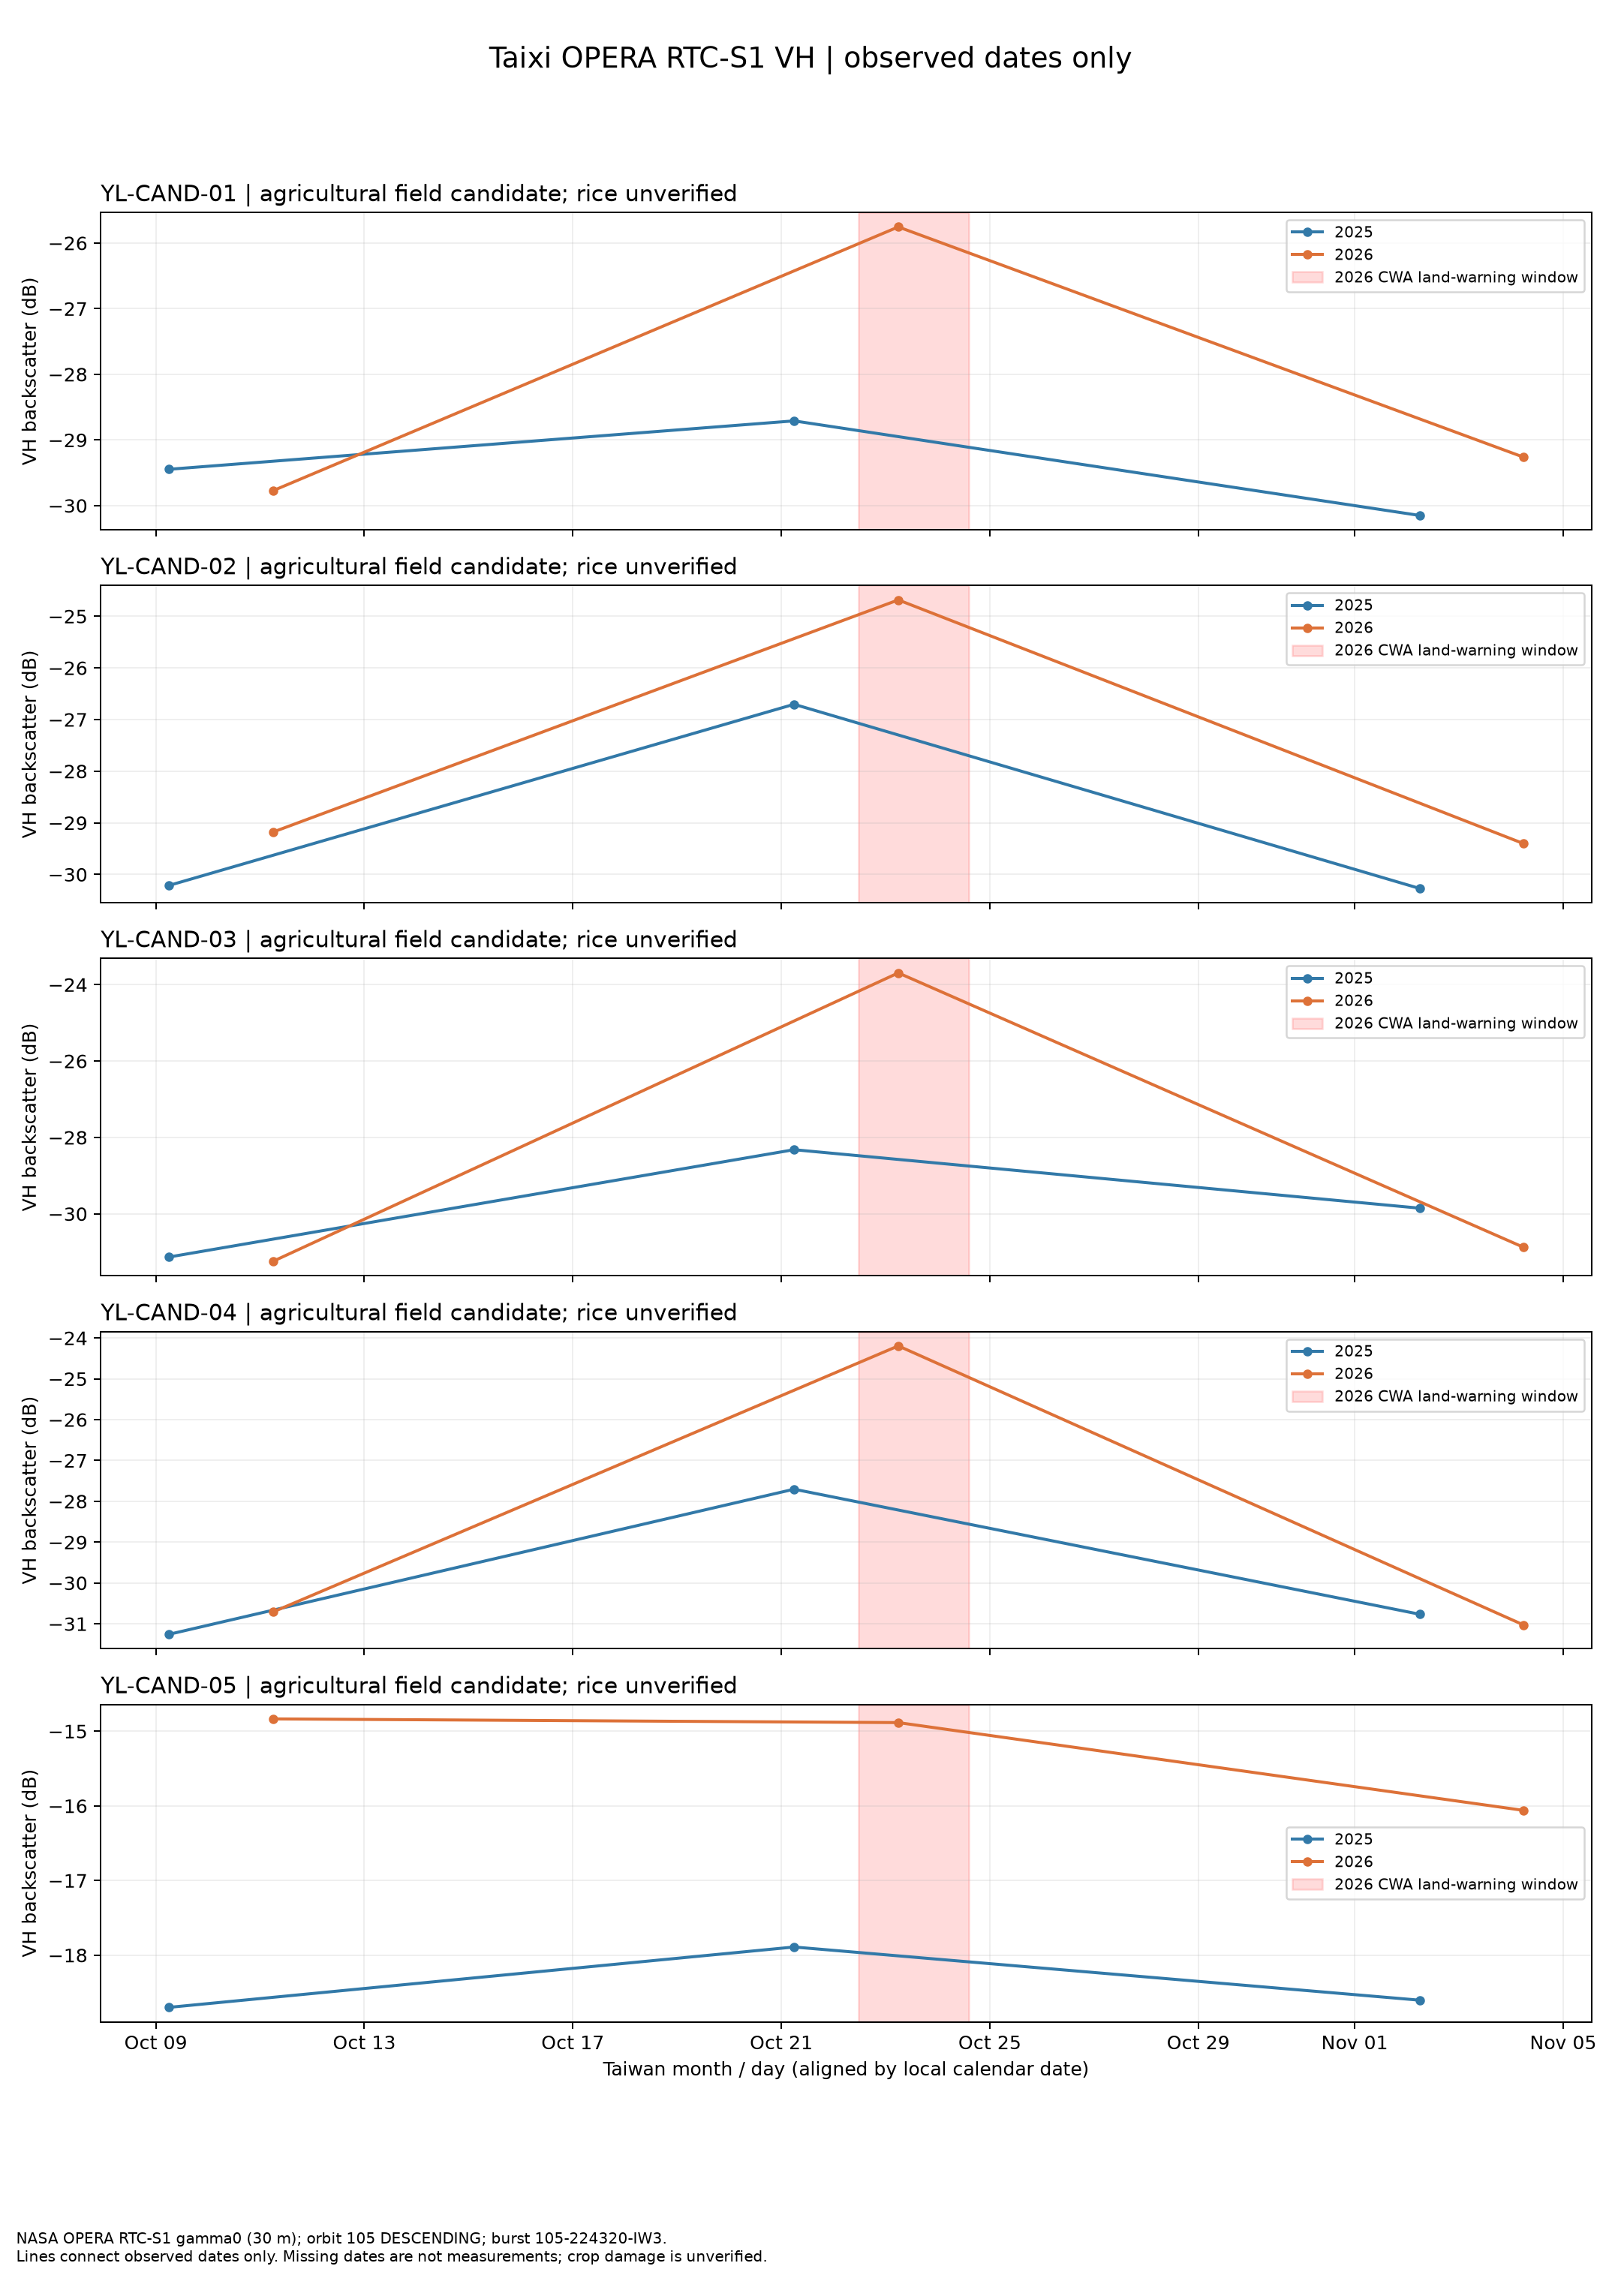 Taixi OPERA RTC-S1 VH | observed dates only
YL-CAND-01 | agricultural field candidate; rice unverified
VH backscatter (dB)
−26
−27
−28
−29
−30
2025
2026
2026 CWA land-warning window
YL-CAND-02 | agricultural field candidate; rice unverified
VH backscatter (dB)
−25
−26
−27
−28
−29
−30
2025
2026
2026 CWA land-warning window
YL-CAND-03 | agricultural field candidate; rice unverified
VH backscatter (dB)
−24
−26
−28
−30
2025
2026
2026 CWA land-warning window
YL-CAND-04 | agricultural field candidate; rice unverified
VH backscatter (dB)
−24
−25
−26
−27
−28
−29
−30
−31
2025
2026
2026 CWA land-warning window
YL-CAND-05 | agricultural field candidate; rice unverified
VH backscatter (dB)
−15
−16
−17
−18
2025
2026
2026 CWA land-warning window
Oct 09 Oct 13 Oct 17 Oct 21 Oct 25 Oct 29 Nov 01 Nov 05
Taiwan month / day (aligned by local calendar date)
NASA OPERA RTC-S1 gamma0 (30 m); orbit 105 DESCENDING; burst 105-224320-IW3.
Lines connect observed dates only. Missing dates are not measurements; crop damage is unverified.